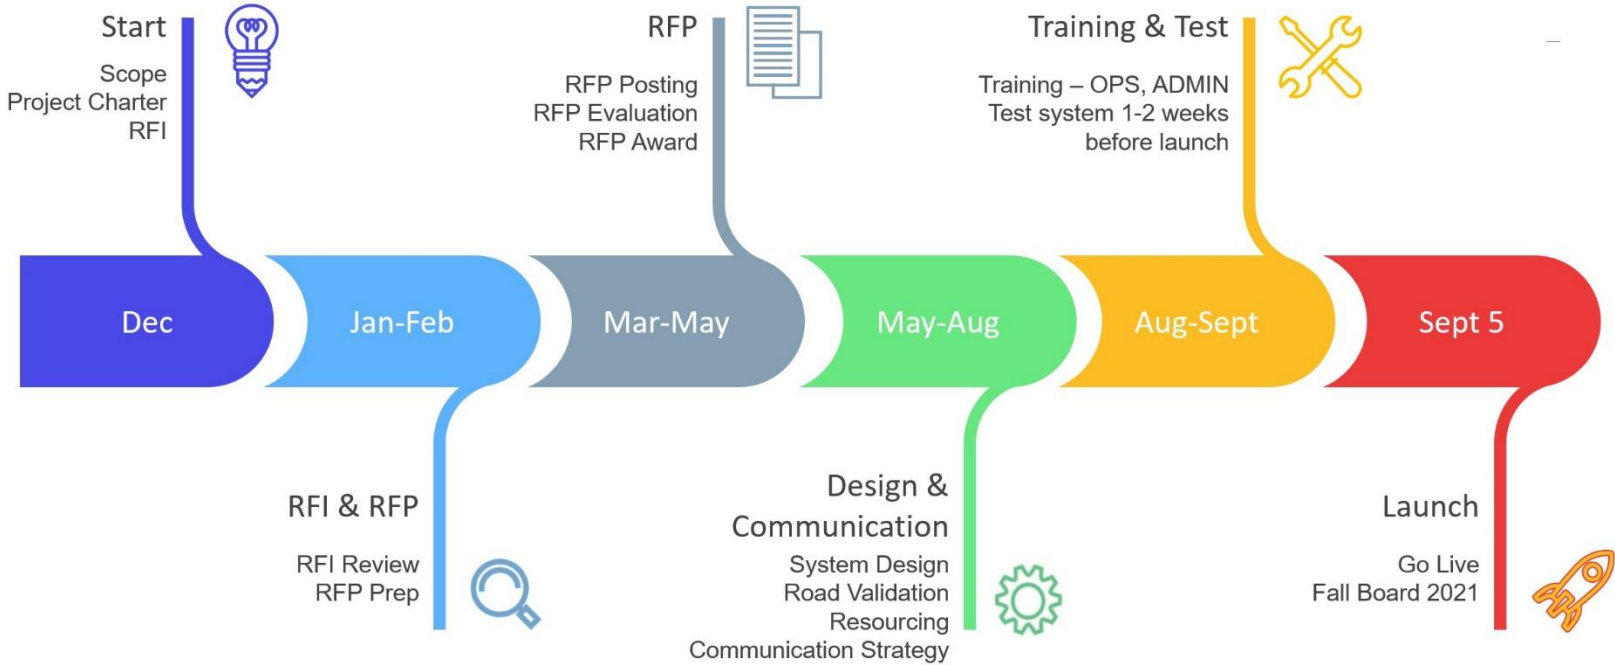 Start
Scope
Project Charter
RFI
RFP
RFP Posting
RFP Evaluation
RFP Award
Training & Test
Training – OPS, ADMIN
Test system 1-2 weeks
before launch
Dec
Jan-Feb
Mar-May
May-Aug
Aug-Sept
Sept 5
RFI & RFP
RFI Review
RFP Prep
Design &
Communication
System Design
Road Validation
Resourcing
Communication Strategy
Launch
Go Live
Fall Board 2021